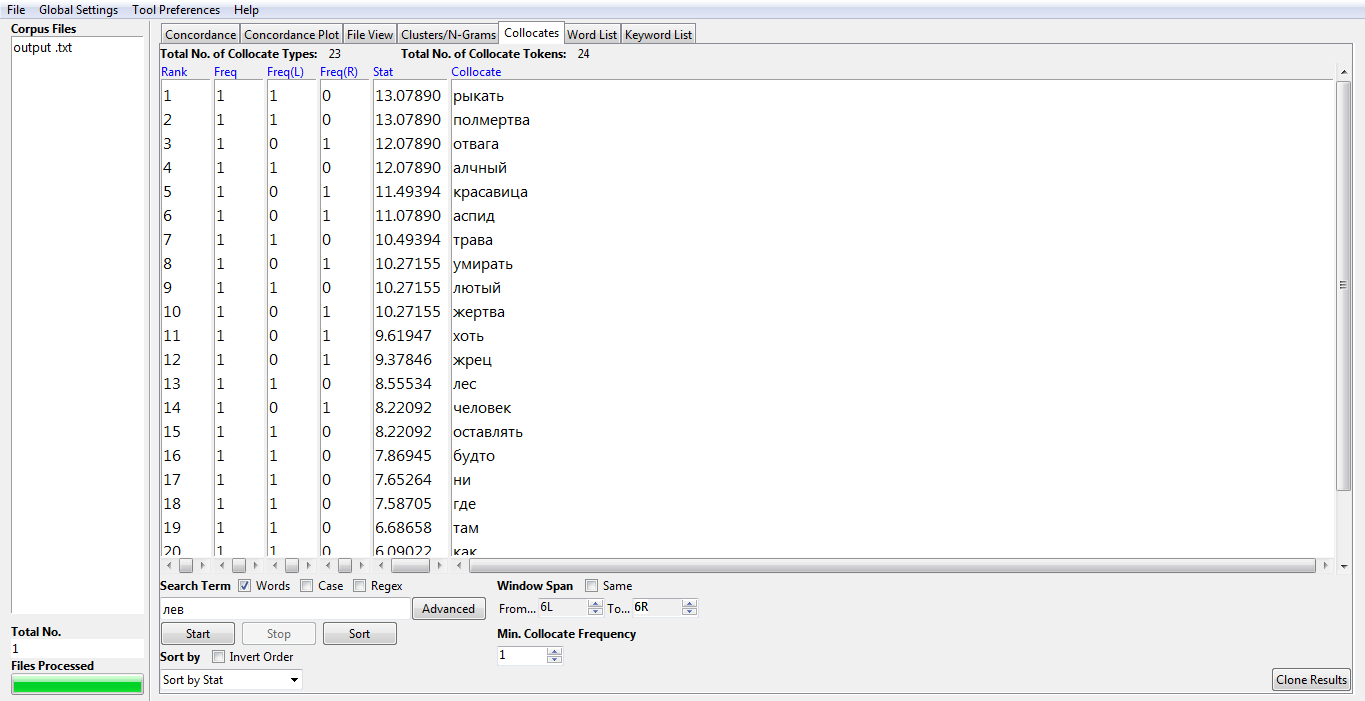 File Global Settings Tool Preferences Help
Corpus Files
output .txt
Total No.
1
Files Processed
Concordance Concordance Plot File View Clusters/N-Grams Collocates Word List Keyword List
Total No. of Collocate Types: 23 Total No. of Collocate Tokens: 24
Rank Freq Freq(L) Freq(R) Stat Collocate
1 1 1 0 13.07890 рыкать
2 1 1 0 13.07890 полмертва
3 1 0 1 12.07890 отвага
4 1 1 0 12.07890 алчный
5 1 0 1 11.49394 красавица
6 1 0 1 11.07890 аспид
7 1 1 0 10.49394 трава
8 1 0 1 10.27155 умирать
9 1 1 0 10.27155 лютый
10 1 0 1 10.27155 жертва
11 1 0 1 9.61947 хоть
12 1 0 1 9.37846 жрец
13 1 1 0 8.55534 лес
14 1 0 1 8.22092 человек
15 1 1 0 8.22092 оставлять
16 1 1 0 7.86945 будто
17 1 1 0 7.65264 ни
18 1 1 0 7.58705 где
19 1 1 0 6.68658 там
20 1 1 0 6.09022 как
Search Term Words Case Regex Window Span Same
лев Advanced From... 6L To... 6R
Start Stop Sort Min. Collocate Frequency
Sort by Invert Order 1
Sort by Stat Clone Results